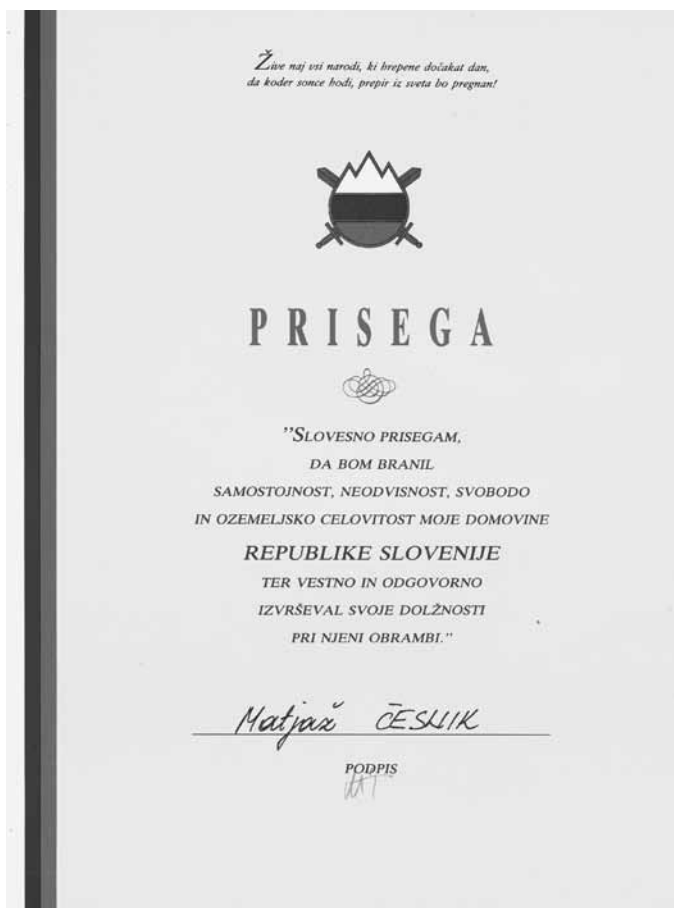 Žive naj vsi narodi, ki hrepene dočakat dan,
da koder sonce hodi, prepir iz sveta bo pregnan!
PRISEGA
"SLOVESNO PRISEGAM,
DA BOM BRANIL
SAMOSTOJNOST, NEODVISNOST, SVOBODO
IN OZEMELJSKO CELOVITOST MOJE DOMOVINE
REPUBLIKE SLOVENIJE
TER VESTNO IN ODGOVORNO
IZVRŠEVAL SVOJE DOLŽNOSTI
PRI NJENI OBRAMBI."
Matjaž ČESNIK
PODPIS